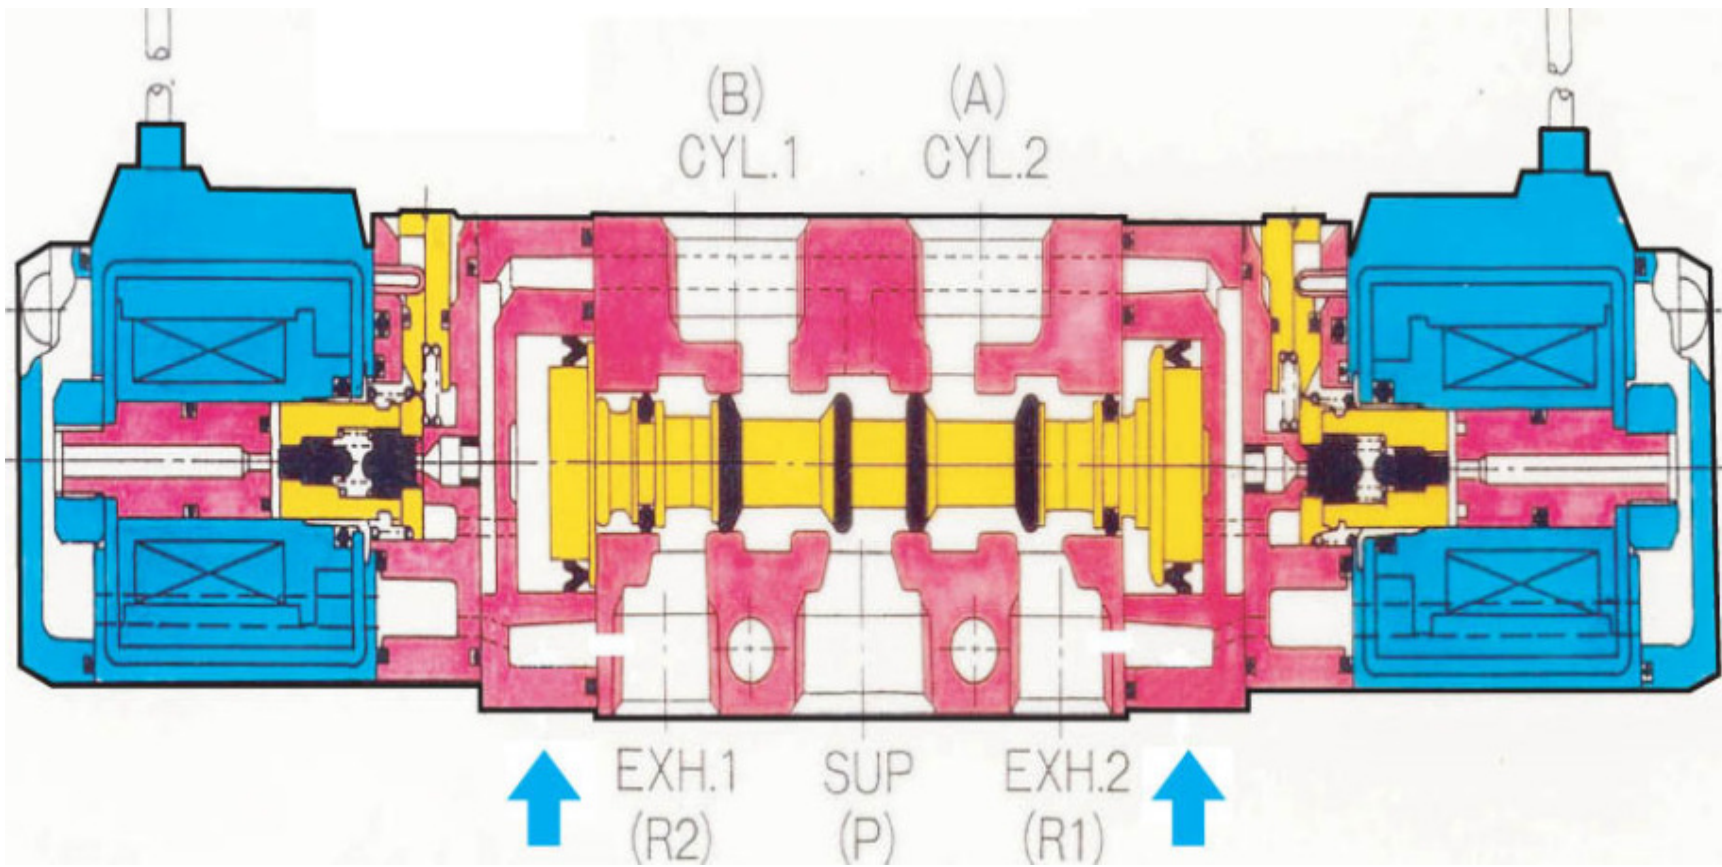 (B) (A)
CYL.1 CYL.2
EXH.1 SUP EXH.2
(R2) (P) (R1)